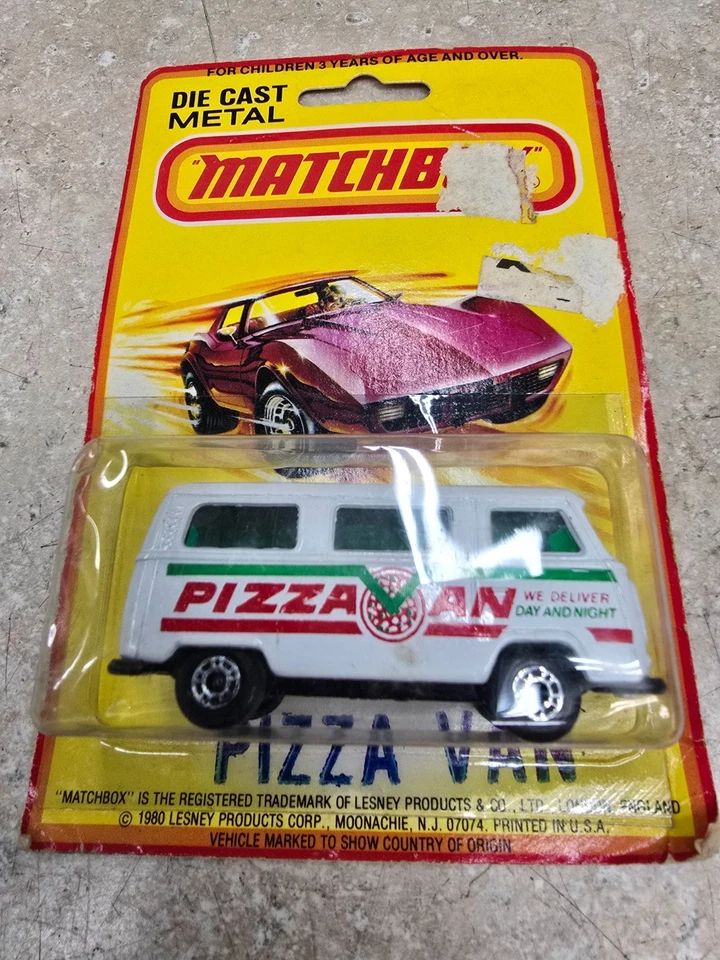 FOR CHILDREN 3 YEARS OF AGE AND OVER.
DIE CAST
METAL
PIZZA VAN
WE DELIVER
DAY AND NIGHT
PIZZA VAN
"MATCHBOX" IS THE REGISTERED TRADEMARK OF LESNEY PRODUCTS & CO., LTD., LONDON, ENGLAND
© 1980 LESNEY PRODUCTS CORP., MOONACHIE, N.J. 07074. PRINTED IN U.S.A.
VEHICLE MARKED TO SHOW COUNTRY OF ORIGIN